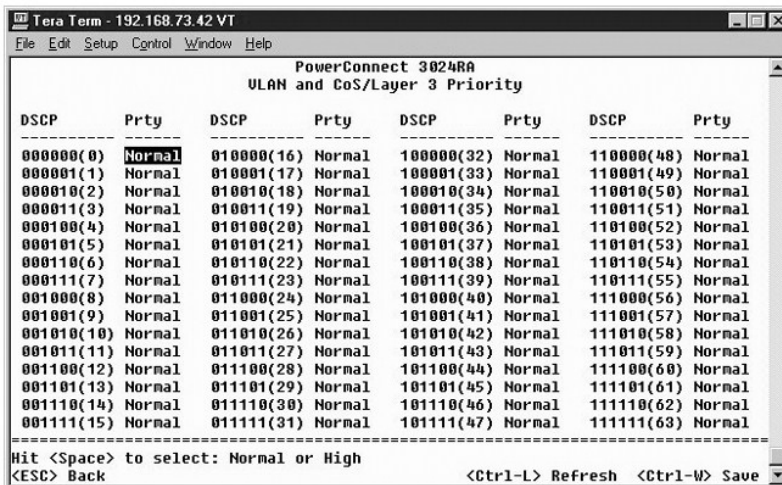 Tera Term - 192.168.73.42 VT
File Edit Setup Control Window Help
PowerConnect 3024RA
VLAN and CoS/Layer 3 Priority
DSCP Prty DSCP Prty DSCP Prty DSCP Prty
----------- ------- ----------- ------- ----------- ------- ----------- -------
000000(0) Normal 010000(16) Normal 100000(32) Normal 110000(48) Normal
000001(1) Normal 010001(17) Normal 100001(33) Normal 110001(49) Normal
000010(2) Normal 010010(18) Normal 100010(34) Normal 110010(50) Normal
000011(3) Normal 010011(19) Normal 100011(35) Normal 110011(51) Normal
000100(4) Normal 010100(20) Normal 100100(36) Normal 110100(52) Normal
000101(5) Normal 010101(21) Normal 100101(37) Normal 110101(53) Normal
000110(6) Normal 010110(22) Normal 100110(38) Normal 110110(54) Normal
000111(7) Normal 010111(23) Normal 100111(39) Normal 110111(55) Normal
001000(8) Normal 011000(24) Normal 101000(40) Normal 111000(56) Normal
001001(9) Normal 011001(25) Normal 101001(41) Normal 111001(57) Normal
001010(10) Normal 011010(26) Normal 101010(42) Normal 111010(58) Normal
001011(11) Normal 011011(27) Normal 101011(43) Normal 111011(59) Normal
001100(12) Normal 011100(28) Normal 101100(44) Normal 111100(60) Normal
001101(13) Normal 011101(29) Normal 101101(45) Normal 111101(61) Normal
001110(14) Normal 011110(30) Normal 101110(46) Normal 111110(62) Normal
001111(15) Normal 011111(31) Normal 101111(47) Normal 111111(63) Normal
================================================================================
Hit <Space> to select: Normal or High
<ESC> Back <Ctrl-L> Refresh <Ctrl-W> Save